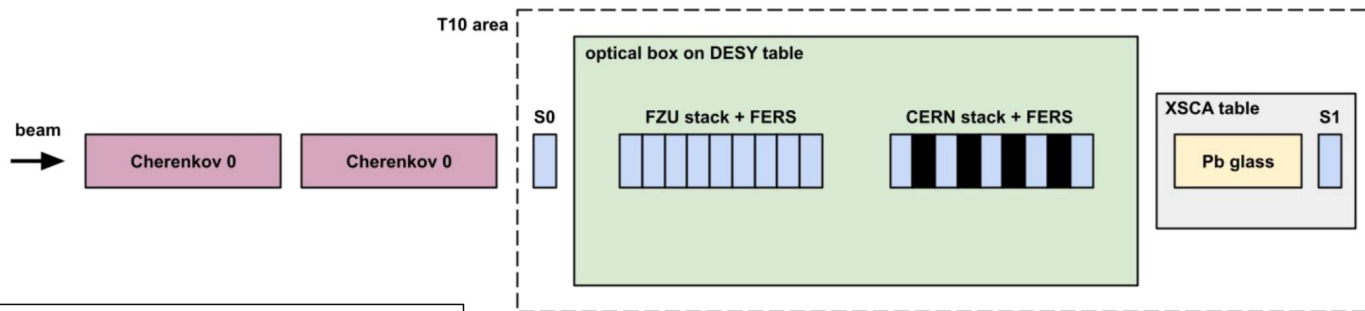 T10 area
optical box on DESY table
beam
Cherenkov 0
Cherenkov 0
S0
FZU stack + FERS
CERN stack + FERS
XSCA table
S1
Pb glass